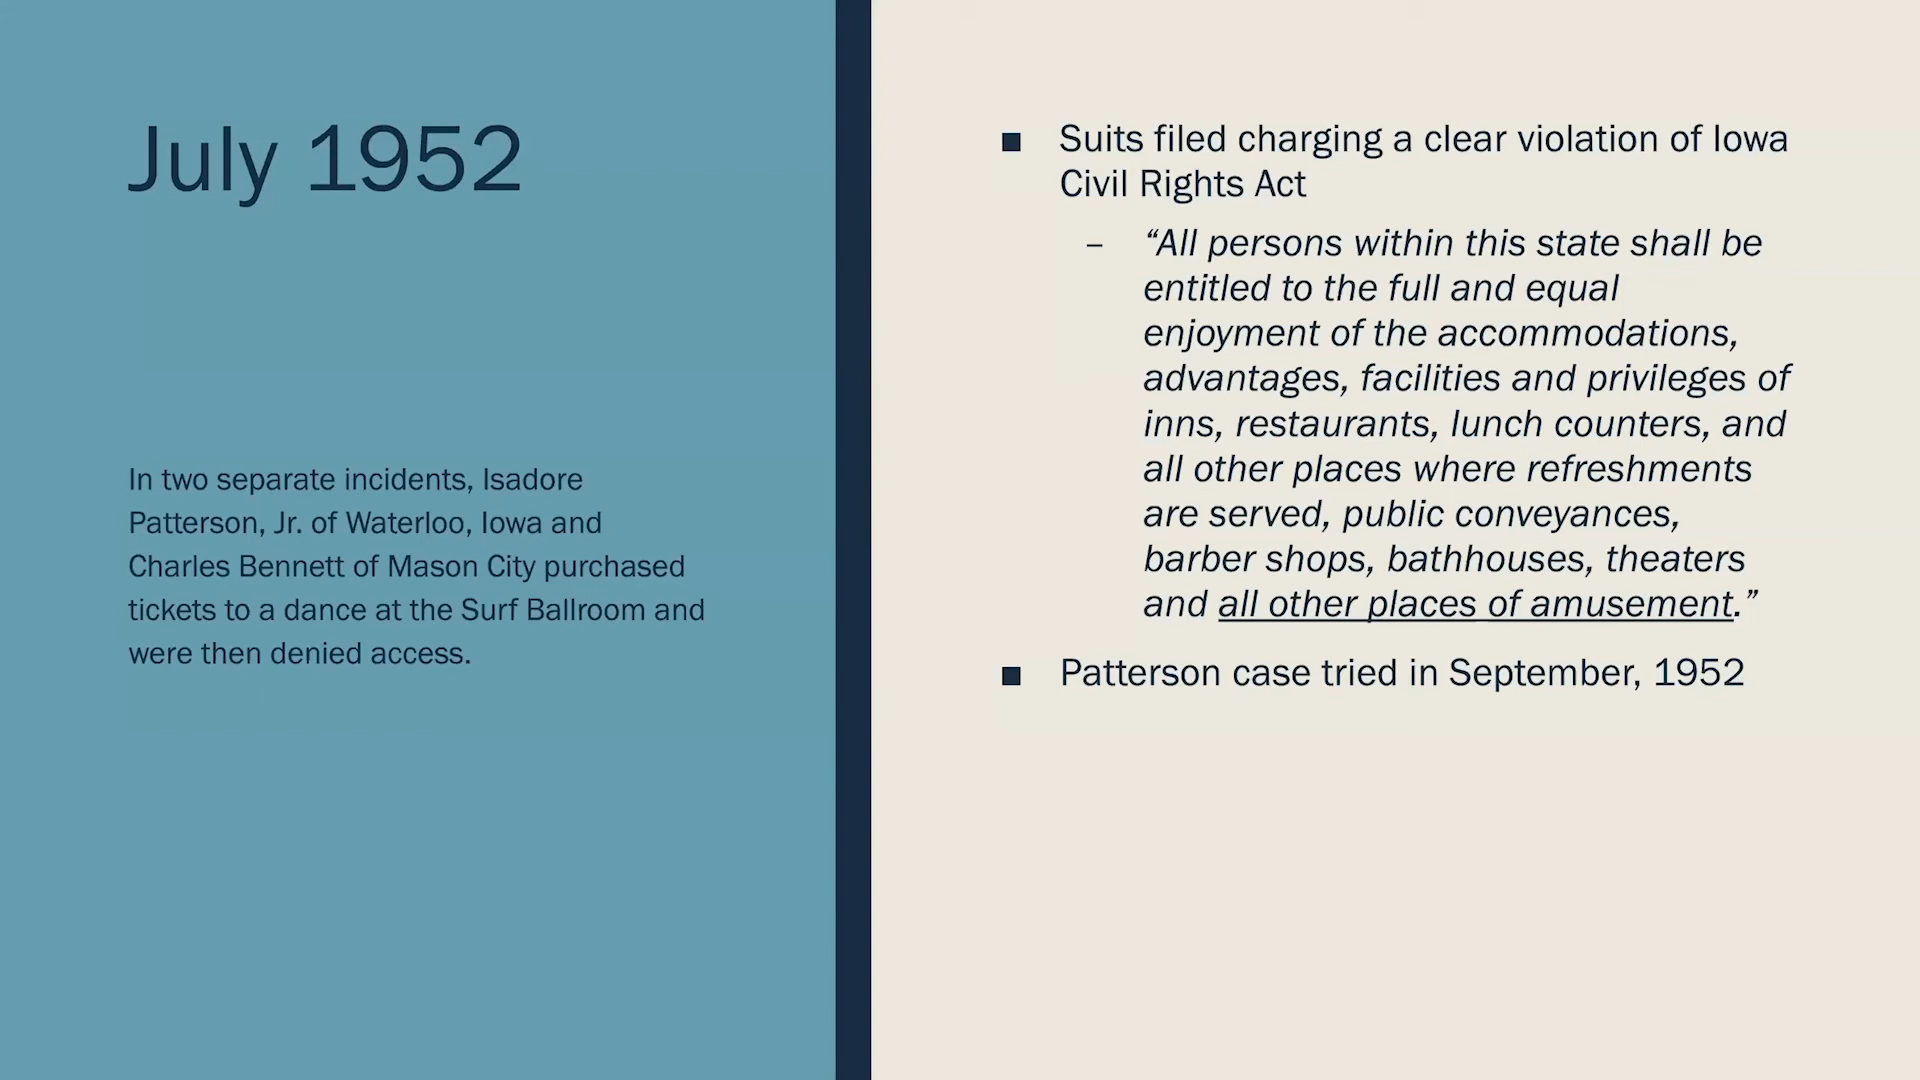 July 1952
In two separate incidents, Isadore
Patterson, Jr. of Waterloo, Iowa and
Charles Bennett of Mason City purchased
tickets to a dance at the Surf Ballroom and
were then denied access.
■ Suits filed charging a clear violation of Iowa
Civil Rights Act
– “All persons within this state shall be
entitled to the full and equal
enjoyment of the accommodations,
advantages, facilities and privileges of
inns, restaurants, lunch counters, and
all other places where refreshments
are served, public conveyances,
barber shops, bathhouses, theaters
and all other places of amusement.”
■ Patterson case tried in September, 1952